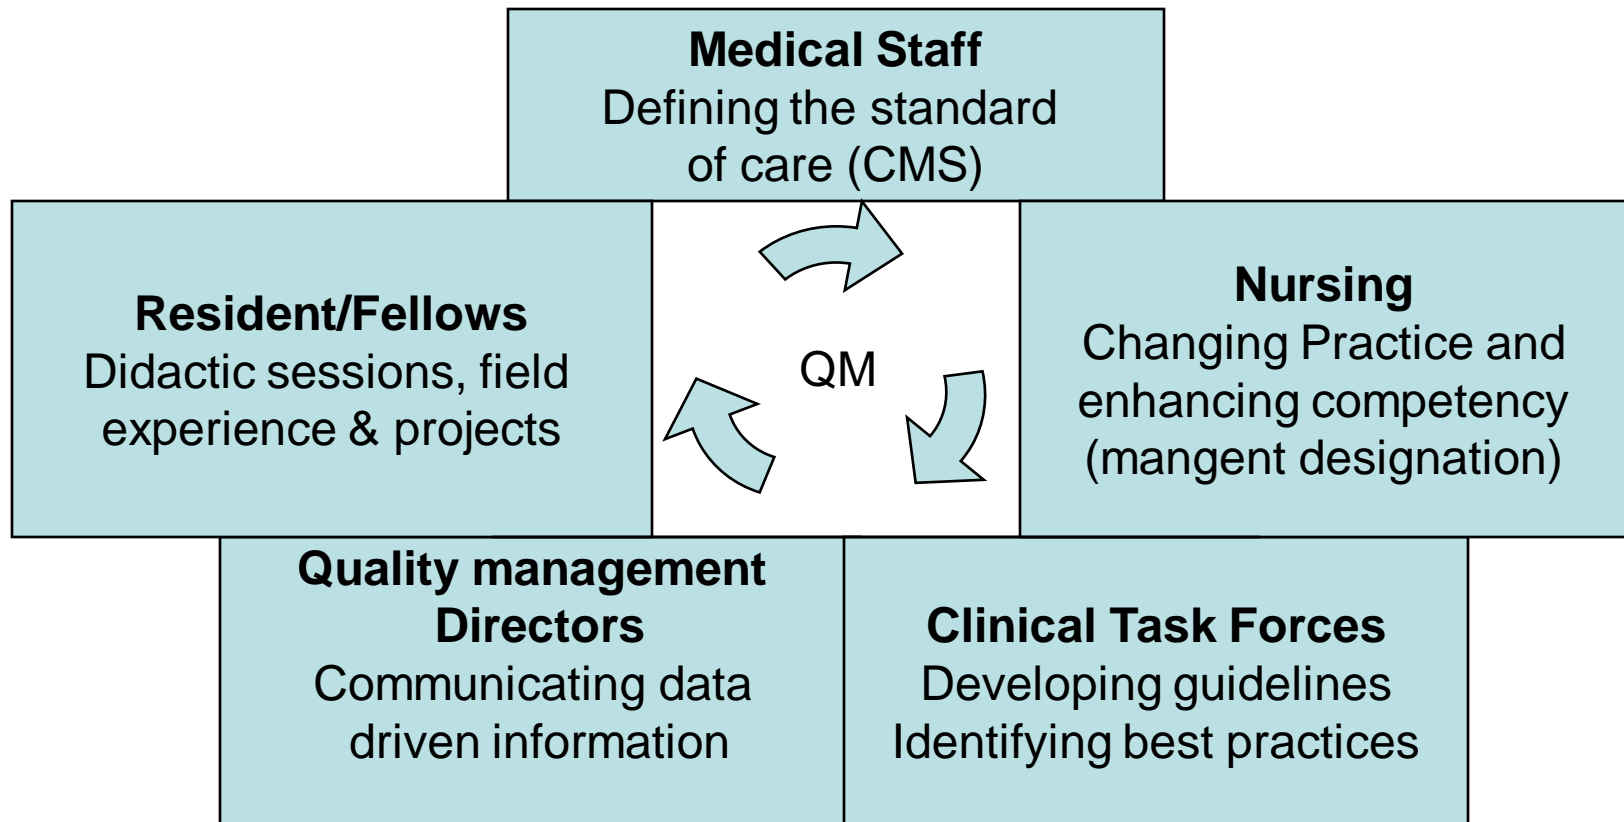 Medical Staff
Defining the standard
of care (CMS)
Resident/Fellows
Didactic sessions, field
experience & projects
QM
Nursing
Changing Practice and
enhancing competency
(mangent designation)
Quality management
Directors
Communicating data
driven information
Clinical Task Forces
Developing guidelines
Identifying best practices